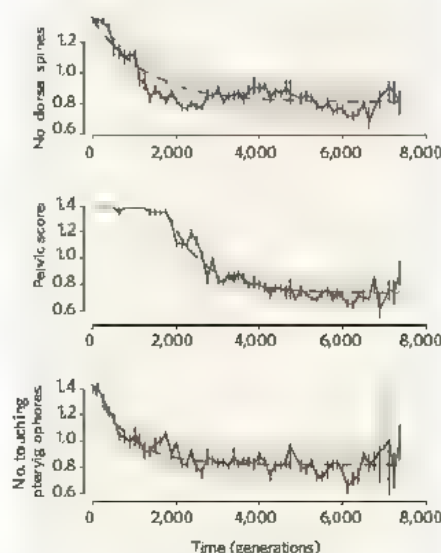 No. dorsal spines
1.2
1.0
0.8
0.6
0 2,000 4,000 6,000 8,000
Pelvic score
1.4
1.2
1.0
0.8
0.6
0 2,000 4,000 6,000 8,000
No. touching
pterygiophores
1.4
1.2
1.0
0.8
0.6
0 2,000 4,000 6,000 8,000
Time (generations)